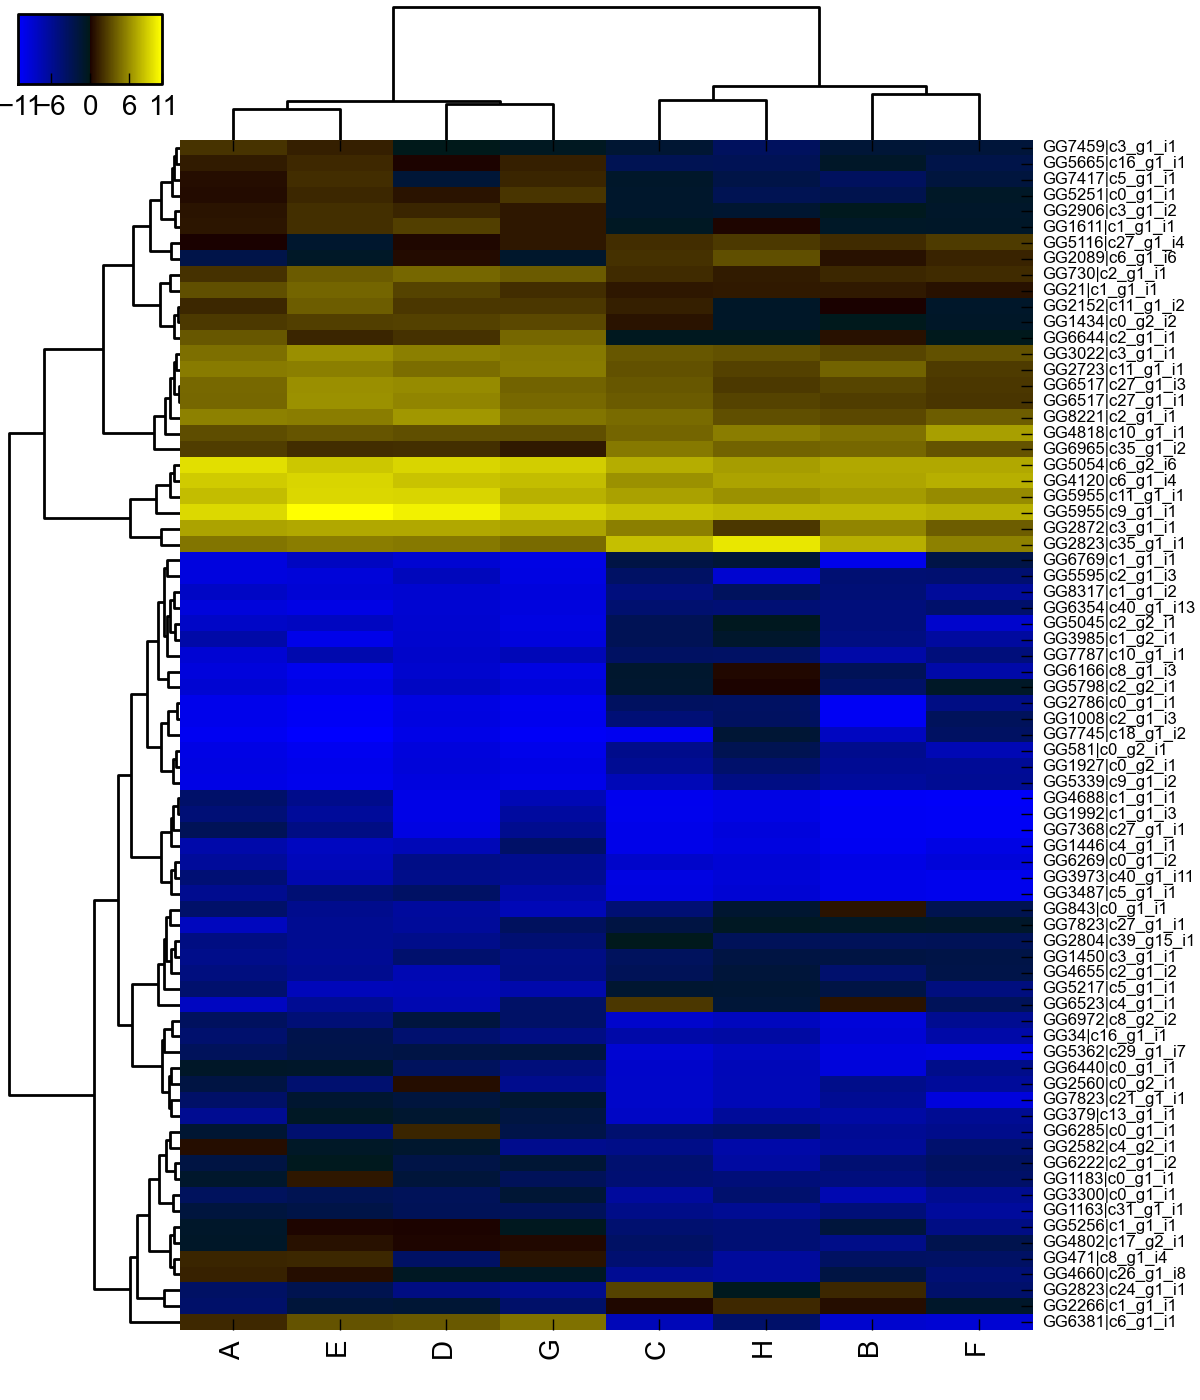 −11 −6 0 6 11
GG7459|c3_g1_i1
GG5665|c16_g1_i1
GG7417|c5_g1_i1
GG5251|c0_g1_i1
GG2906|c3_g1_i2
GG1611|c1_g1_i1
GG5116|c27_g1_i4
GG2089|c6_g1_i6
GG730|c2_g1_i1
GG21|c1_g1_i1
GG2152|c11_g1_i2
GG1434|c0_g2_i2
GG6644|c2_g1_i1
GG3022|c3_g1_i1
GG2723|c11_g1_i1
GG6517|c27_g1_i3
GG6517|c27_g1_i1
GG8221|c2_g1_i1
GG4818|c10_g1_i1
GG6965|c35_g1_i2
GG5054|c6_g2_i6
GG4120|c6_g1_i4
GG5955|c11_g1_i1
GG5955|c9_g1_i1
GG2872|c3_g1_i1
GG2823|c35_g1_i1
GG6769|c1_g1_i1
GG5595|c2_g1_i3
GG8317|c1_g1_i2
GG6354|c40_g1_i13
GG5045|c2_g2_i1
GG3985|c1_g2_i1
GG7787|c10_g1_i1
GG6166|c8_g1_i3
GG5798|c2_g2_i1
GG2786|c0_g1_i1
GG1008|c2_g1_i3
GG7745|c18_g1_i2
GG581|c0_g2_i1
GG1927|c0_g2_i1
GG5339|c9_g1_i2
GG4688|c1_g1_i1
GG1992|c1_g1_i3
GG7368|c27_g1_i1
GG1446|c4_g1_i1
GG6269|c0_g1_i2
GG3973|c40_g1_i11
GG3487|c5_g1_i1
GG843|c0_g1_i1
GG7823|c27_g1_i1
GG2804|c39_g15_i1
GG1450|c3_g1_i1
GG4655|c2_g1_i2
GG5217|c5_g1_i1
GG6523|c4_g1_i1
GG6972|c8_g2_i2
GG34|c16_g1_i1
GG5362|c29_g1_i7
GG6440|c0_g1_i1
GG2560|c0_g2_i1
GG7823|c21_g1_i1
GG379|c13_g1_i1
GG6285|c0_g1_i1
GG2582|c4_g2_i1
GG6222|c2_g1_i2
GG1183|c0_g1_i1
GG3300|c0_g1_i1
GG1163|c31_g1_i1
GG5256|c1_g1_i1
GG4802|c17_g2_i1
GG471|c8_g1_i4
GG4660|c26_g1_i8
GG2823|c24_g1_i1
GG2266|c1_g1_i1
GG6381|c6_g1_i1
A E D G C H B F